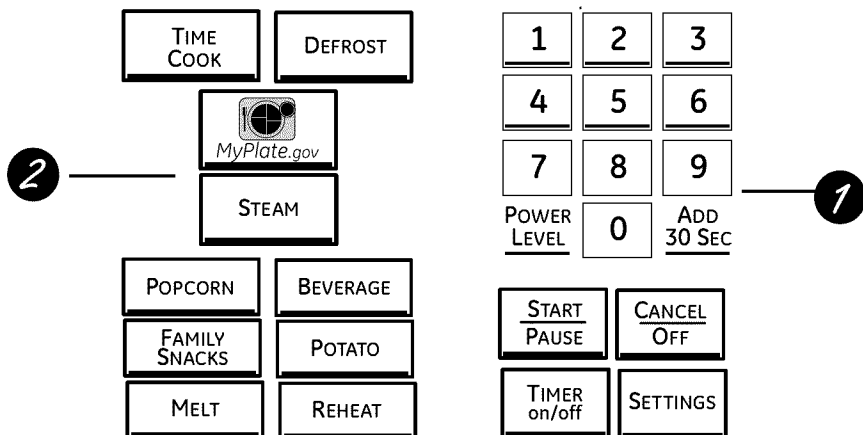 TIME
COOK
DEFROST
MyPlate.gov
STEAM
POPCORN
BEVERAGE
FAMILY
SNACKS
POTATO
MELT
REHEAT
2
1 2 3
4 5 6
7 8 9
POWER
LEVEL
0
ADD
30 SEC
START
PAUSE
CANCEL
OFF
TIMER
on/off
SETTINGS
1